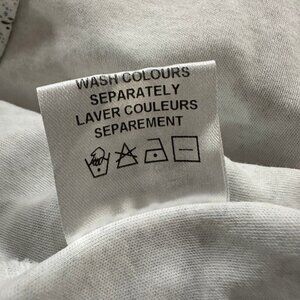 WASH COLOURS
SEPARATELY
LAVER COULEURS
SEPAREMENT